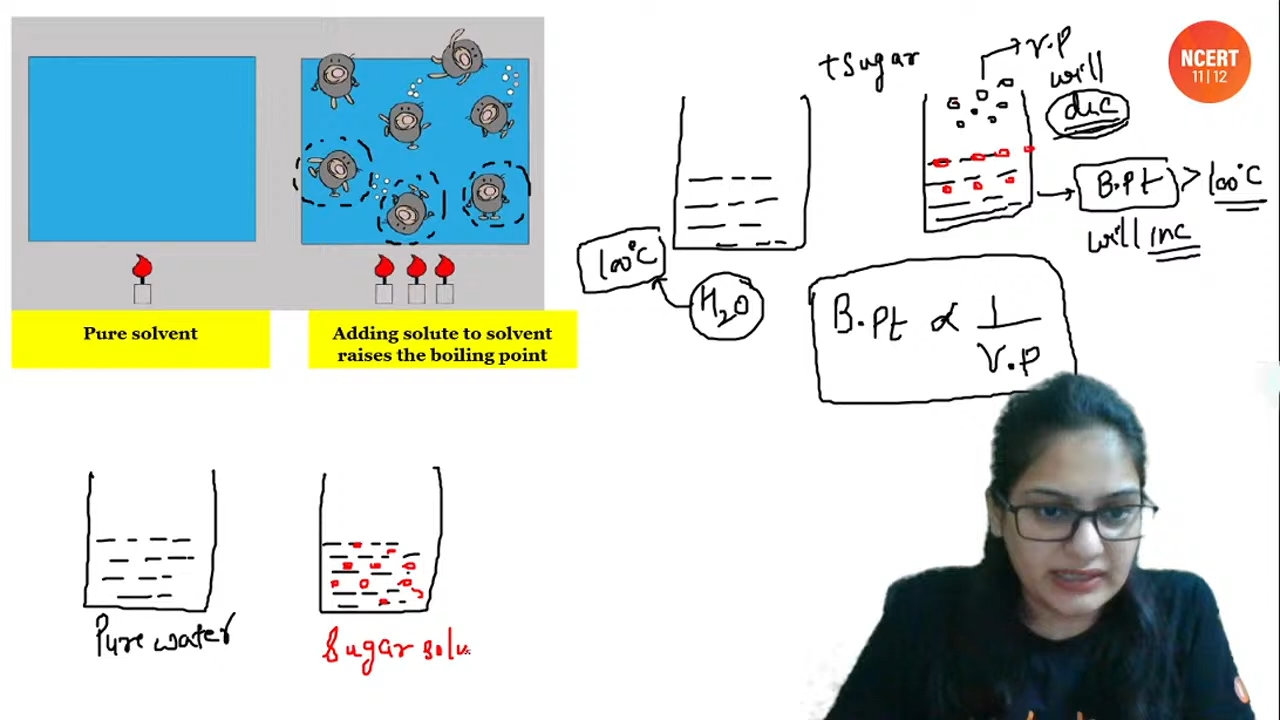 Pure solvent
Adding solute to solvent
raises the boiling point
+ Sugar
V.P
will
dec
B.Pt > 100°C
will inc
100°C
H₂O
B.Pt ∝ 1
V.P
NCERT
11|12
Pure water
Sugar solu